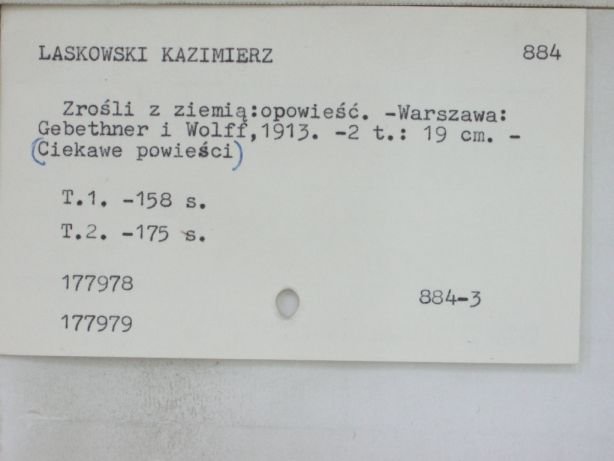 LASKOWSKI KAZIMIERZ 884
Zrośli z ziemią:opowieść. -Warszawa:
Gebethner i Wolff,1913. -2 t.: 19 cm. -
(Ciekawe powieści)
T.1. -158 s.
T.2. -175 s.
177978
884-3
177979